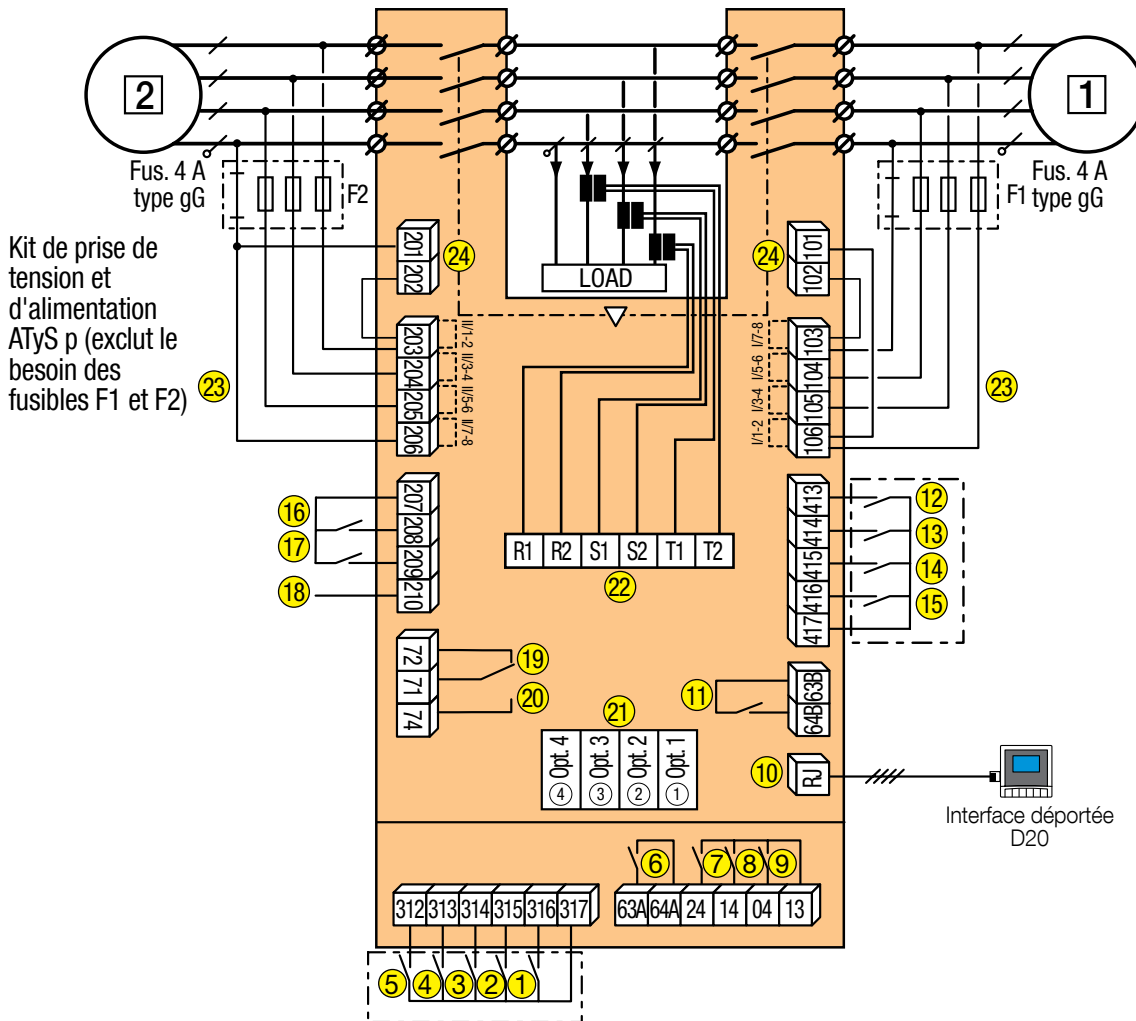 2
1
Fus. 4 A
type gG
F2
F1
Fus. 4 A
type gG
Kit de prise de
tension et
d'alimentation
ATyS p (exclut le
besoin des
fusibles F1 et F2)
23
201
202
24
LOAD
24
101
102
203
204
205
206
II/1-2
II/3-4
II/5-6
II/7-8
I/7-8
I/5-6
I/3-4
I/1-2
103
104
105
106
23
16
17
18
207
208
209
210
R1 R2 S1 S2 T1 T2
22
413
414
415
416
417
12
13
14
15
72
71
74
19
20
21
4 Opt. 4
3 Opt. 3
2 Opt. 2
1 Opt. 1
11
63B
64B
10
RJ
Interface déportée
D20
6 7 8 9
312 313 314 315 316 317
63A 64A 24 14 04 13
5 4 3 2 1